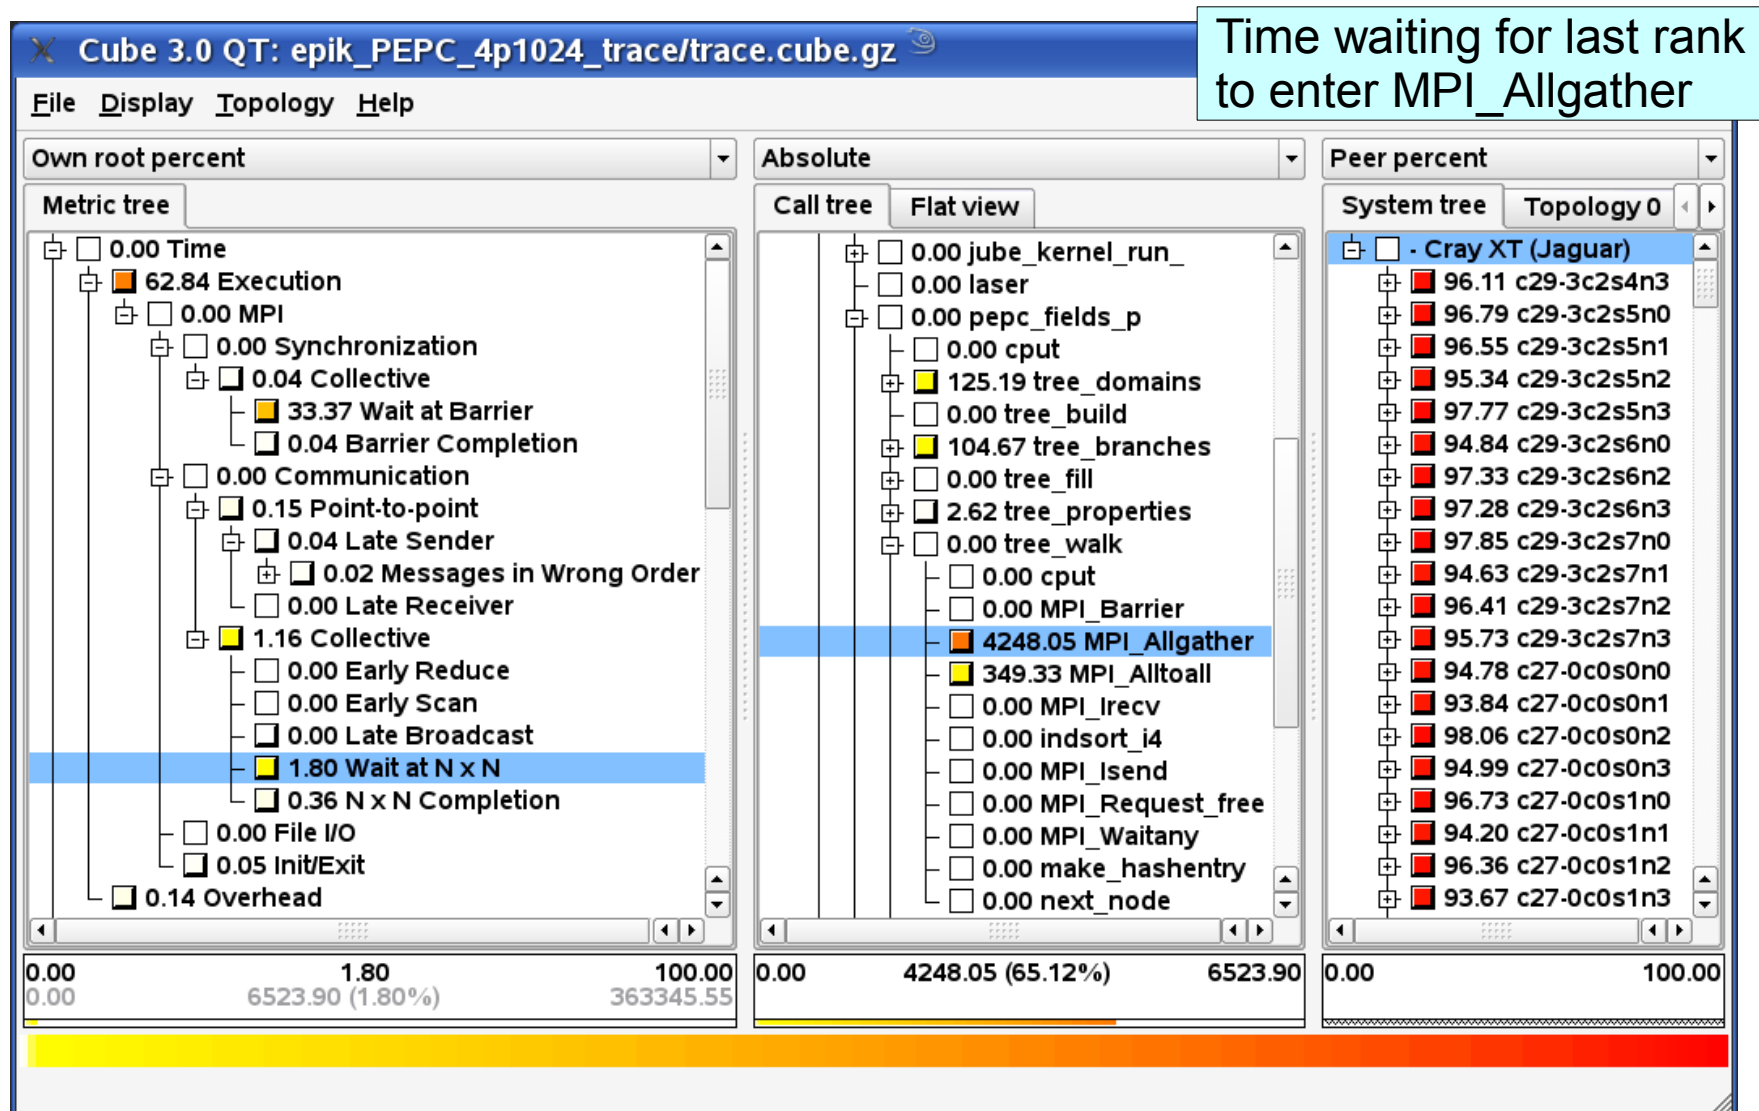 Cube 3.0 QT: epik_PEPC_4p1024_trace/trace.cube.gz
Time waiting for last rank
to enter MPI_Allgather
File Display Topology Help
Own root percent
Metric tree
0.00 Time
62.84 Execution
0.00 MPI
0.00 Synchronization
0.04 Collective
33.37 Wait at Barrier
0.04 Barrier Completion
0.00 Communication
0.15 Point-to-point
0.04 Late Sender
0.02 Messages in Wrong Order
0.00 Late Receiver
1.16 Collective
0.00 Early Reduce
0.00 Early Scan
0.00 Late Broadcast
1.80 Wait at N x N
0.36 N x N Completion
0.00 File I/O
0.05 Init/Exit
0.14 Overhead
0.00 1.80 100.00
0.00 6523.90 (1.80%) 363345.55
Absolute
Call tree Flat view
0.00 jube_kernel_run_
0.00 laser
0.00 pepc_fields_p
0.00 cput
125.19 tree_domains
0.00 tree_build
104.67 tree_branches
0.00 tree_fill
2.62 tree_properties
0.00 tree_walk
0.00 cput
0.00 MPI_Barrier
4248.05 MPI_Allgather
349.33 MPI_Alltoall
0.00 MPI_Irecv
0.00 indsort_i4
0.00 MPI_Isend
0.00 MPI_Request_free
0.00 MPI_Waitany
0.00 make_hashentry
0.00 next_node
0.00 4248.05 (65.12%) 6523.90
Peer percent
System tree Topology 0
- Cray XT (Jaguar)
96.11 c29-3c2s4n3
96.79 c29-3c2s5n0
96.55 c29-3c2s5n1
95.34 c29-3c2s5n2
97.77 c29-3c2s5n3
94.84 c29-3c2s6n0
97.33 c29-3c2s6n2
97.28 c29-3c2s6n3
97.85 c29-3c2s7n0
94.63 c29-3c2s7n1
96.41 c29-3c2s7n2
95.73 c29-3c2s7n3
94.78 c27-0c0s0n0
93.84 c27-0c0s0n1
98.06 c27-0c0s0n2
94.99 c27-0c0s0n3
96.73 c27-0c0s1n0
94.20 c27-0c0s1n1
96.36 c27-0c0s1n2
93.67 c27-0c0s1n3
0.00 100.00